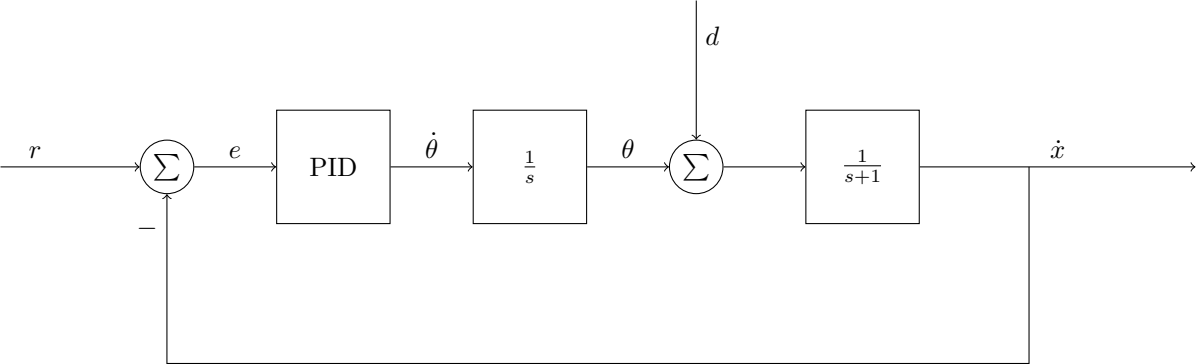 d
r
∑
e
PID
θ̇
1/s
θ
∑
1/(s+1)
ẋ
−